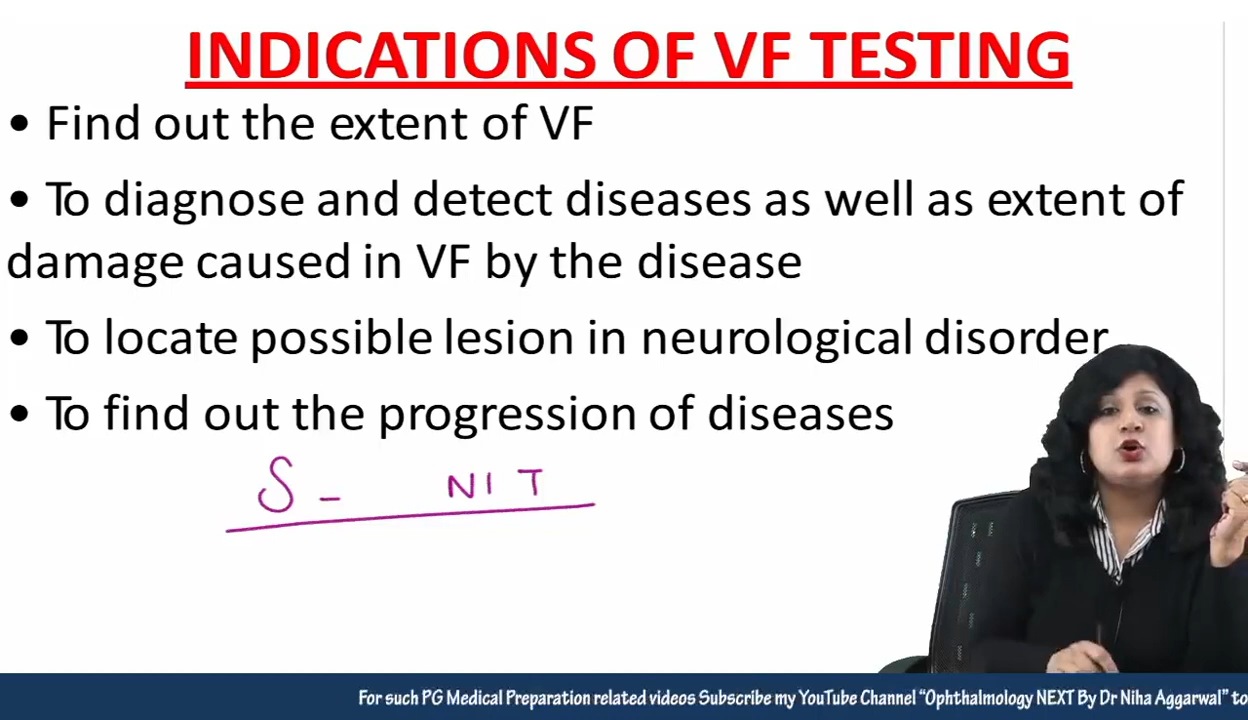 INDICATIONS OF VF TESTING
• Find out the extent of VF
• To diagnose and detect diseases as well as extent of
damage caused in VF by the disease
• To locate possible lesion in neurological disorder
• To find out the progression of diseases
S - NIT
For such PG Medical Preparation related videos Subscribe my YouTube Channel “Ophthalmology NEXT By Dr Niha Aggarwal” to